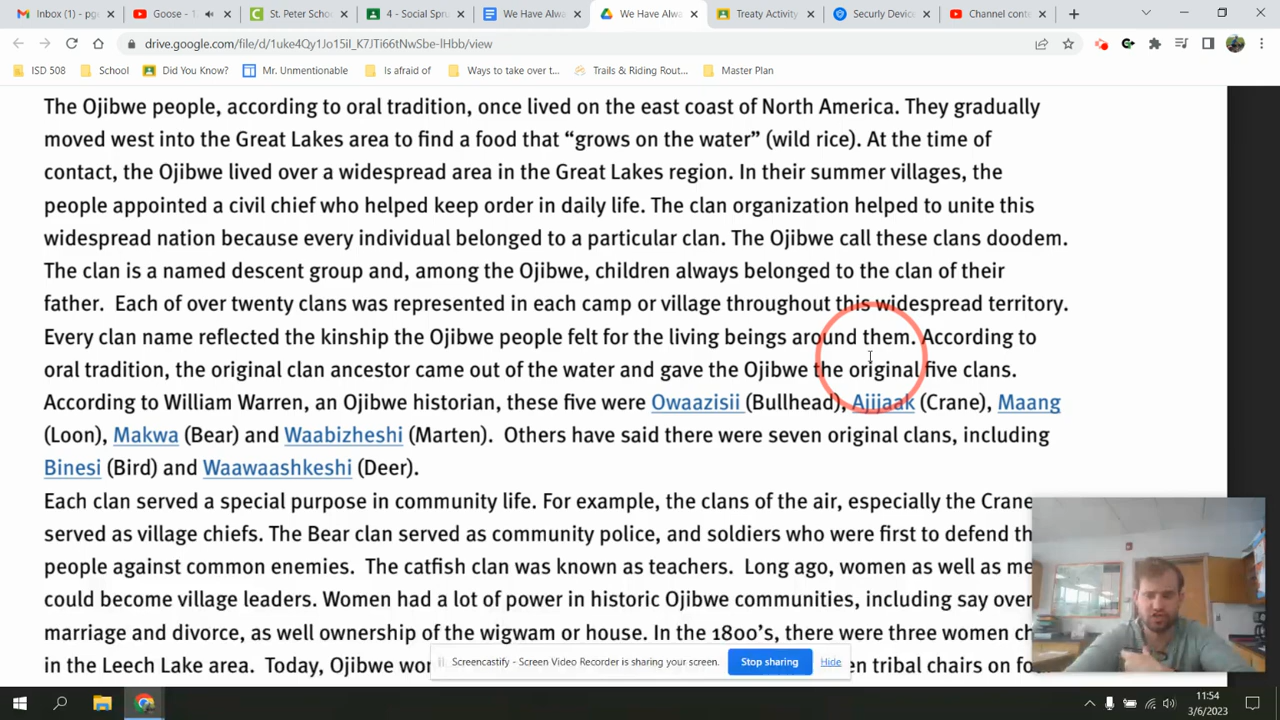 Inbox (1) - pg
Goose - 1
St. Peter Scho
4 - Social Spru
We Have Alwa
We Have Alwa
Treaty Activity
Securly Device
Channel conte
drive.google.com/file/d/1uke4Qy1Jo15iI_K7JTi66tNwSbe-lHbb/view
ISD 508
School
Did You Know?
Mr. Unmentionable
Is afraid of
Ways to take over t...
Trails & Riding Rout...
Master Plan
The Ojibwe people, according to oral tradition, once lived on the east coast of North America. They gradually
moved west into the Great Lakes area to find a food that “grows on the water” (wild rice). At the time of
contact, the Ojibwe lived over a widespread area in the Great Lakes region. In their summer villages, the
people appointed a civil chief who helped keep order in daily life. The clan organization helped to unite this
widespread nation because every individual belonged to a particular clan. The Ojibwe call these clans doodem.
The clan is a named descent group and, among the Ojibwe, children always belonged to the clan of their
father. Each of over twenty clans was represented in each camp or village throughout this widespread territory.
Every clan name reflected the kinship the Ojibwe people felt for the living beings around them. According to
oral tradition, the original clan ancestor came out of the water and gave the Ojibwe the original five clans.
According to William Warren, an Ojibwe historian, these five were Owaazisii (Bullhead), Ajijaak (Crane), Maang
(Loon), Makwa (Bear) and Waabizheshi (Marten). Others have said there were seven original clans, including
Binesi (Bird) and Waawaashkeshi (Deer).
Each clan served a special purpose in community life. For example, the clans of the air, especially the Crane
served as village chiefs. The Bear clan served as community police, and soldiers who were first to defend th
people against common enemies. The catfish clan was known as teachers. Long ago, women as well as me
could become village leaders. Women had a lot of power in historic Ojibwe communities, including say over
marriage and divorce, as well ownership of the wigwam or house. In the 1800’s, there were three women ch
in the Leech Lake area. Today, Ojibwe wo
en tribal chairs on fo
Screencastify - Screen Video Recorder is sharing your screen.
Stop sharing
Hide
11:54
3/6/2023